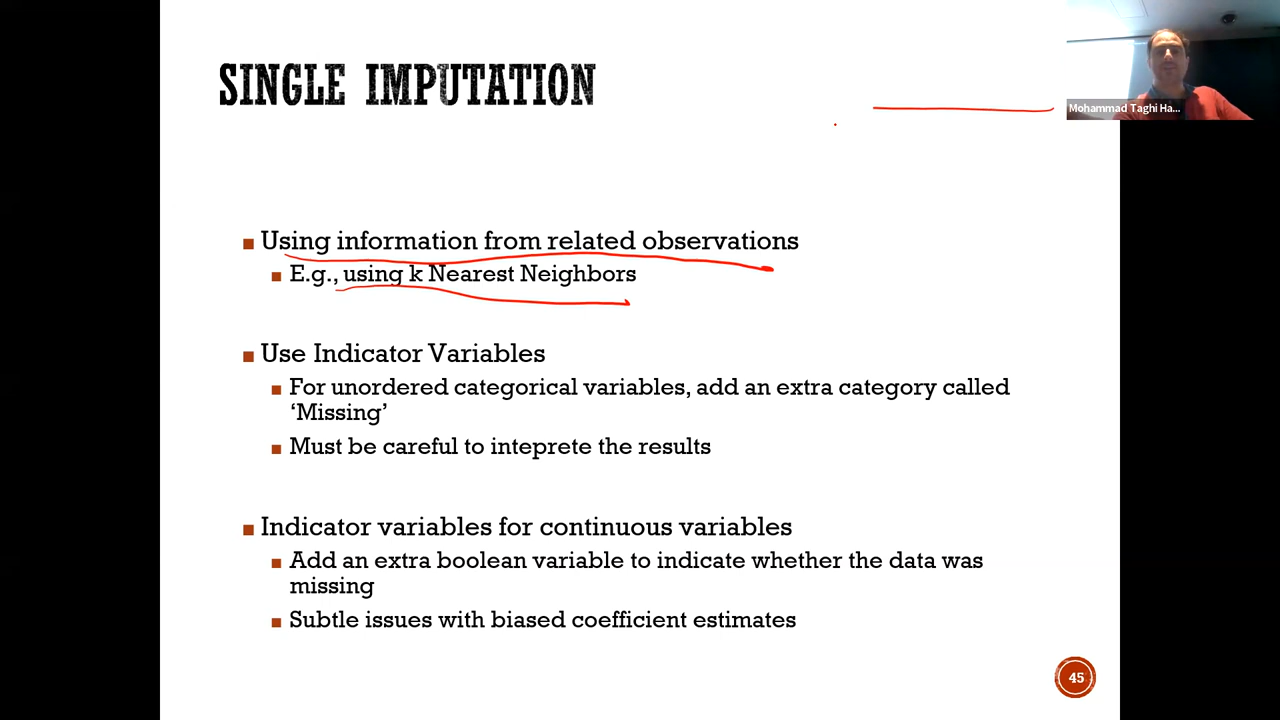 SINGLE IMPUTATION
Mohammad Taghi Ha...
Using information from related observations
E.g., using k Nearest Neighbors
Use Indicator Variables
For unordered categorical variables, add an extra category called
‘Missing’
Must be careful to inteprete the results
Indicator variables for continuous variables
Add an extra boolean variable to indicate whether the data was
missing
Subtle issues with biased coefficient estimates
45